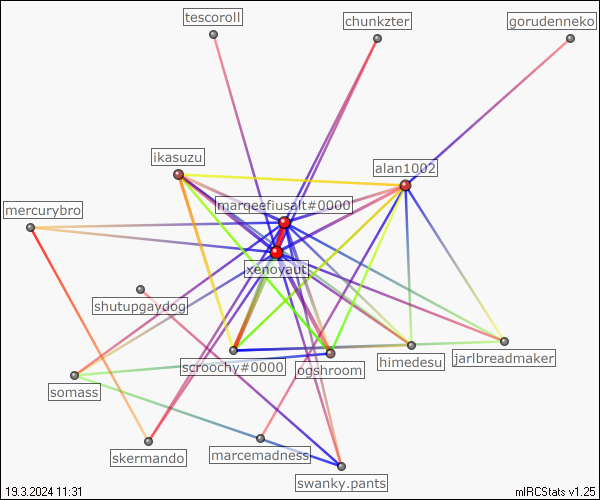 tescoroll
chunkzter
gorudenneko
ikasuzu
alan1002
marqeefiusalt#0000
mercurybro
xenoyaut
shutupgaydog
scroochy#0000
ogshroom
himedesu
jarlbreadmaker
somass
skermando
marcemadness
swanky.pants
19.3.2024 11:31
mIRCStats v1.25